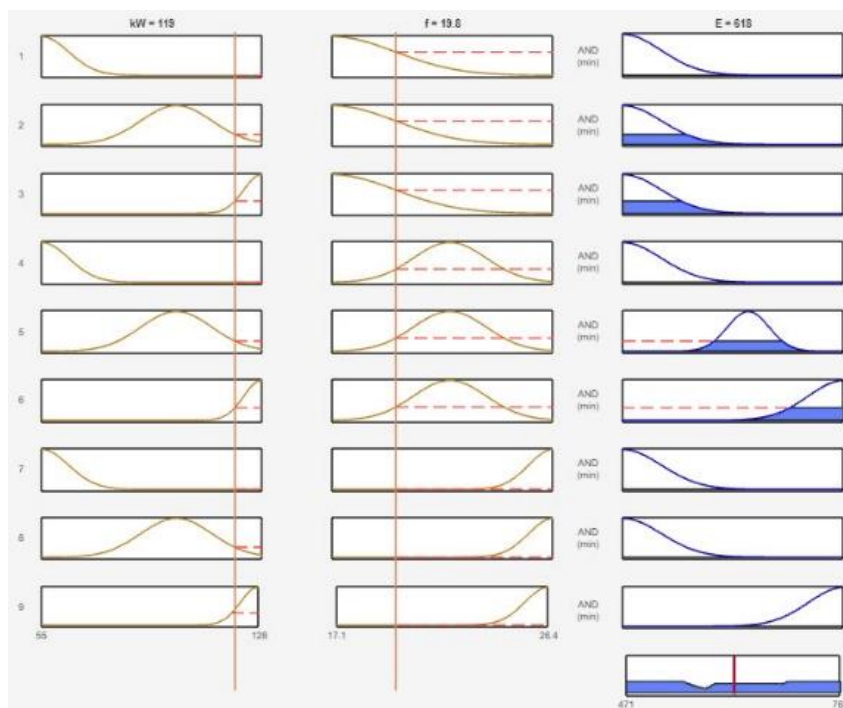 kW = 119 f = 19.8 E = 618
1 AND
(min)
2 AND
(min)
3 AND
(min)
4 AND
(min)
5 AND
(min)
6 AND
(min)
7 AND
(min)
8 AND
(min)
9 AND
(min)
55 128 17.1 26.4
471